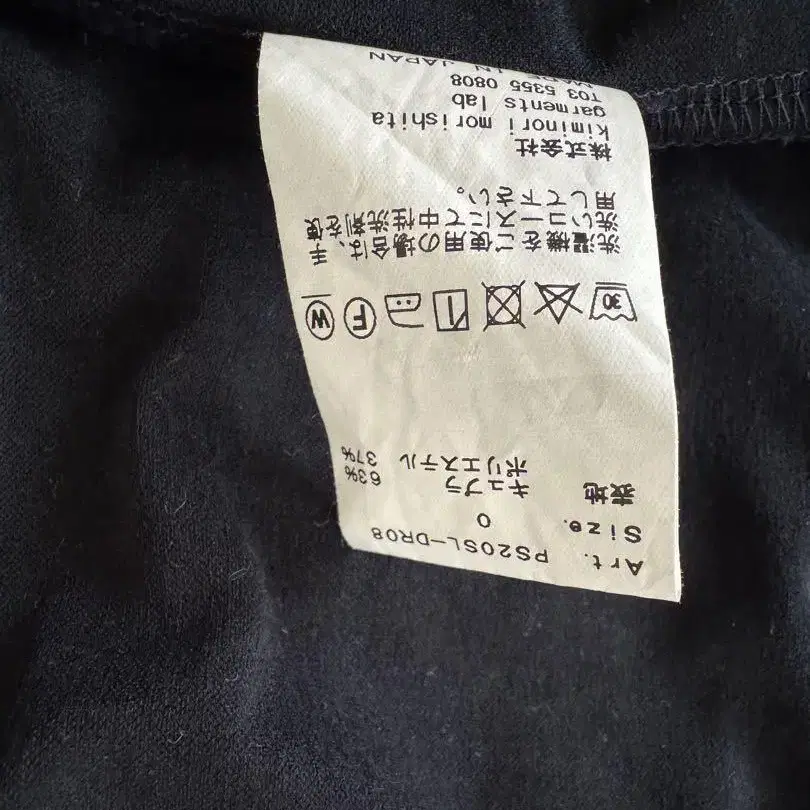 Art. PS20SL-DR08
Size. 0
表地 キュプラ 63%
ポリエステル 37%
30 F W
洗濯機をご使用の場合は、手
洗いコースにて中性洗剤を使
用して下さい。
株式会社
kiminori morishita
garments lab
T03 5355 0808
MADE IN JAPAN